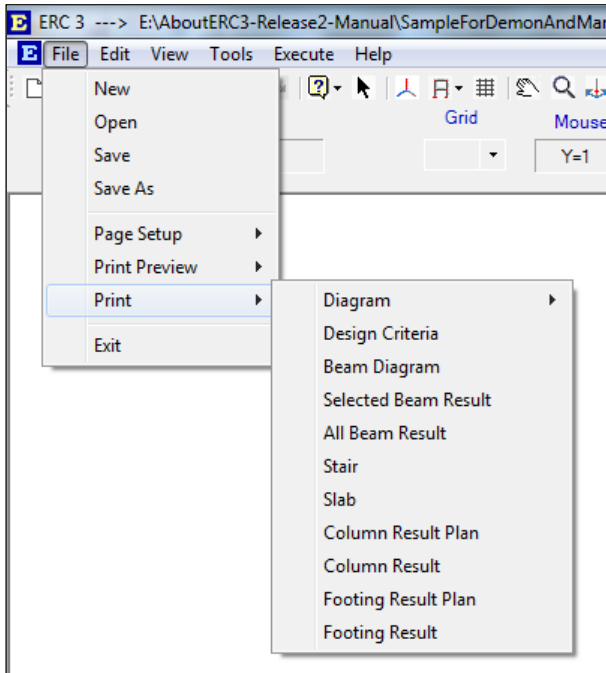 ERC 3 ---> E:\AboutERC3-Release2-Manual\SampleForDemonAndMar
File Edit View Tools Execute Help
Grid Mouse
Y=1
New
Open
Save
Save As
Page Setup
Print Preview
Print
Exit
Diagram
Design Criteria
Beam Diagram
Selected Beam Result
All Beam Result
Stair
Slab
Column Result Plan
Column Result
Footing Result Plan
Footing Result